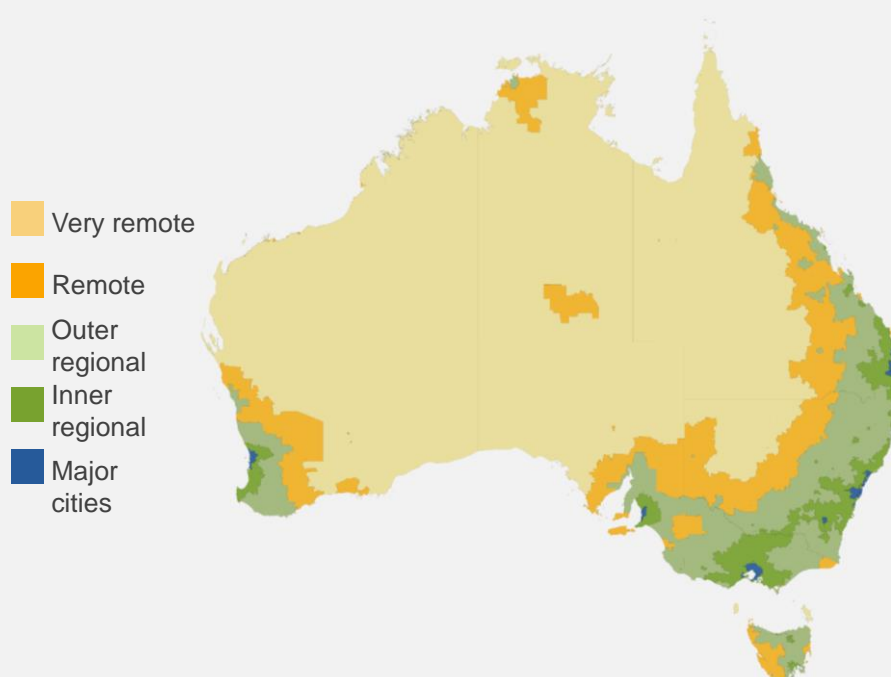 Very remote
Remote
Outer
regional
Inner
regional
Major
cities